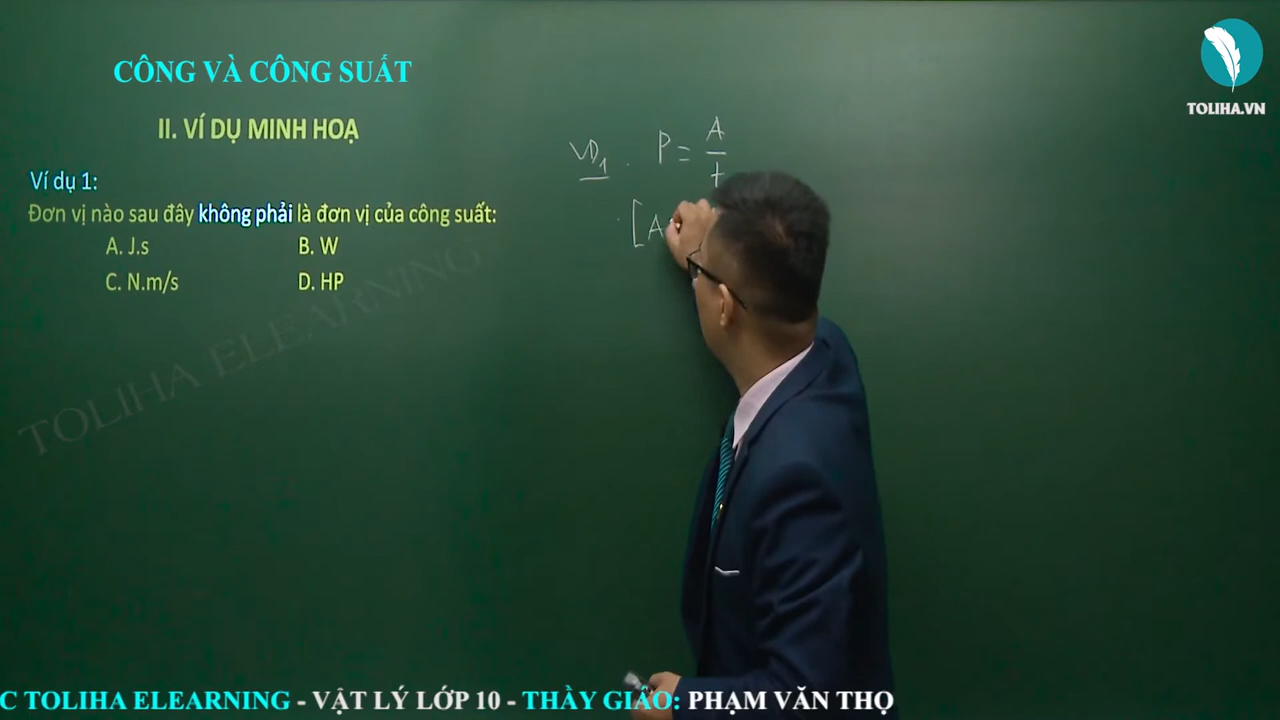 CÔNG VÀ CÔNG SUẤT
II. VÍ DỤ MINH HOẠ
Ví dụ 1:
Đơn vị nào sau đây không phải là đơn vị của công suất:
A. J.s B. W
C. N.m/s D. HP
TOLIHA ELEARNING
VD1. P = A
t
[A
TOLIHA.VN
C TOLIHA ELEARNING - VẬT LÝ LỚP 10 - THẦY GIÁO: PHẠM VĂN THỌ